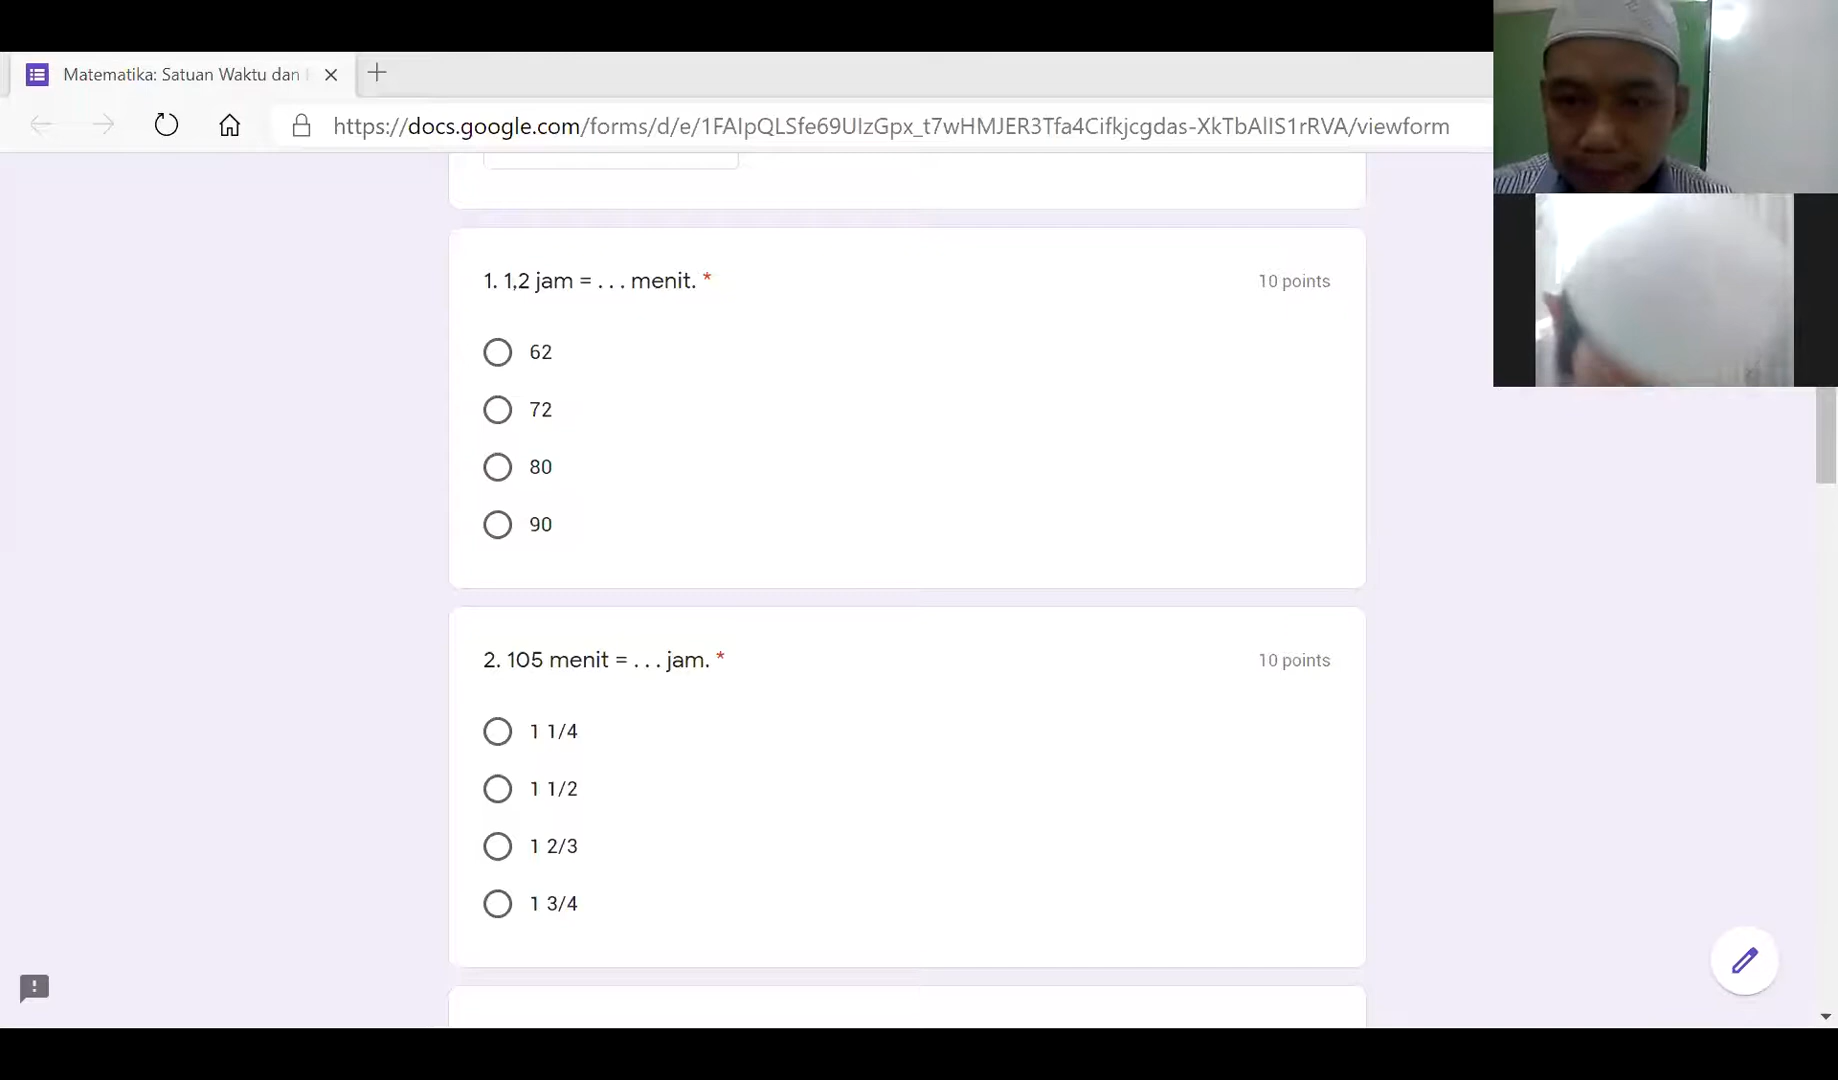 Matematika: Satuan Waktu dan
https://docs.google.com/forms/d/e/1FAIpQLSfe69UIzGpx_t7wHMJER3Tfa4Cifkjcgdas-XkTbAlIS1rRVA/viewform
1. 1,2 jam = . . . menit. *
10 points
62
72
80
90
2. 105 menit = . . . jam. *
10 points
1 1/4
1 1/2
1 2/3
1 3/4